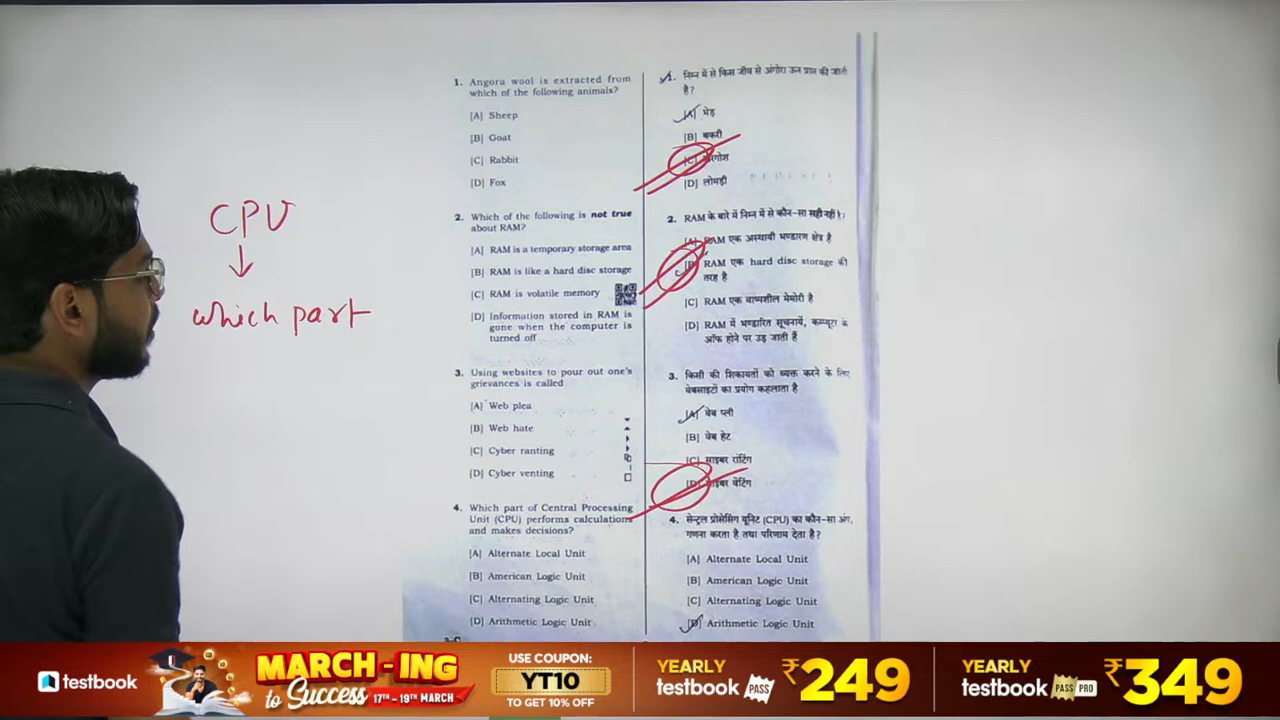 CPU
↓
which part
1. Angora wool is extracted from
which of the following animals?
[A] Sheep
[B] Goat
[C] Rabbit
[D] Fox
2. Which of the following is not true
about RAM?
[A] RAM is a temporary storage area
[B] RAM is like a hard disc storage
[C] RAM is volatile memory
[D] Information stored in RAM is
gone when the computer is
turned off
3. Using websites to pour out one's
grievances is called
[A] Web plea
[B] Web hate
[C] Cyber ranting
[D] Cyber venting
4. Which part of Central Processing
Unit (CPU) performs calculations
and makes decisions?
[A] Alternate Local Unit
[B] American Logic Unit
[C] Alternating Logic Unit
[D] Arithmetic Logic Unit
1. निम्न में से किस जीव से अंगोरा ऊन प्राप्त की जाती
है?
[A] भेड़
[B] बकरी
[C] खरगोश
[D] लोमड़ी
2. RAM के बारे में निम्न में से कौन-सा सही नहीं है?
[A] RAM एक अस्थायी भण्डारण क्षेत्र है
[B] RAM एक hard disc storage की
तरह है
[C] RAM एक वाष्पशील मेमोरी है
[D] RAM में भण्डारित सूचनायें, कम्प्यूटर के
ऑफ होने पर उड़ जाती हैं
3. किसी की शिकायतों को व्यक्त करने के लिए
वेबसाइटों का प्रयोग कहलाता है
[A] वेब प्ली
[B] वेब हेट
[C] साइबर रांटिंग
[D] साइबर वेंटिंग
4. सेन्ट्रल प्रोसेसिंग यूनिट (CPU) का कौन-सा अंग,
गणना करता है तथा परिणाम देता है?
[A] Alternate Local Unit
[B] American Logic Unit
[C] Alternating Logic Unit
[D] Arithmetic Logic Unit
testbook
MARCH-ING
to Success 17TH - 19TH MARCH
USE COUPON:
YT10
TO GET 10% OFF
YEARLY
testbook PASS
₹249
YEARLY
testbook PASS PRO
₹349